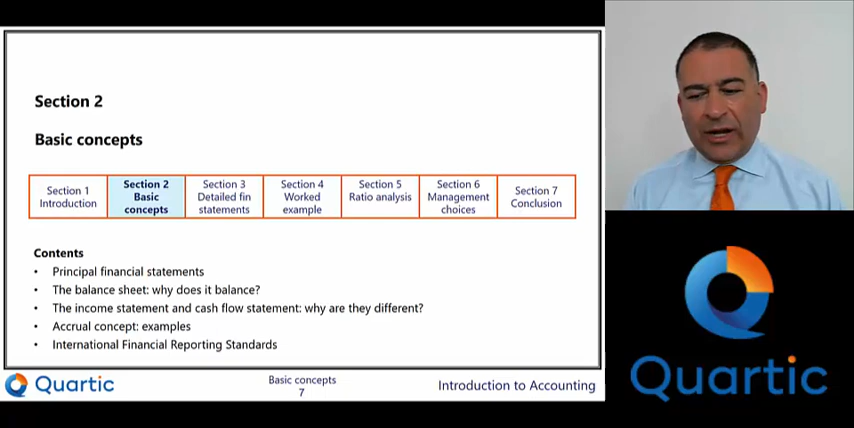 Section 2
Basic concepts
Section 1
Introduction
Section 2
Basic
concepts
Section 3
Detailed fin
statements
Section 4
Worked
example
Section 5
Ratio analysis
Section 6
Management
choices
Section 7
Conclusion
Contents
• Principal financial statements
• The balance sheet: why does it balance?
• The income statement and cash flow statement: why are they different?
• Accrual concept: examples
• International Financial Reporting Standards
Quartic
Basic concepts
7
Introduction to Accounting
Quartic